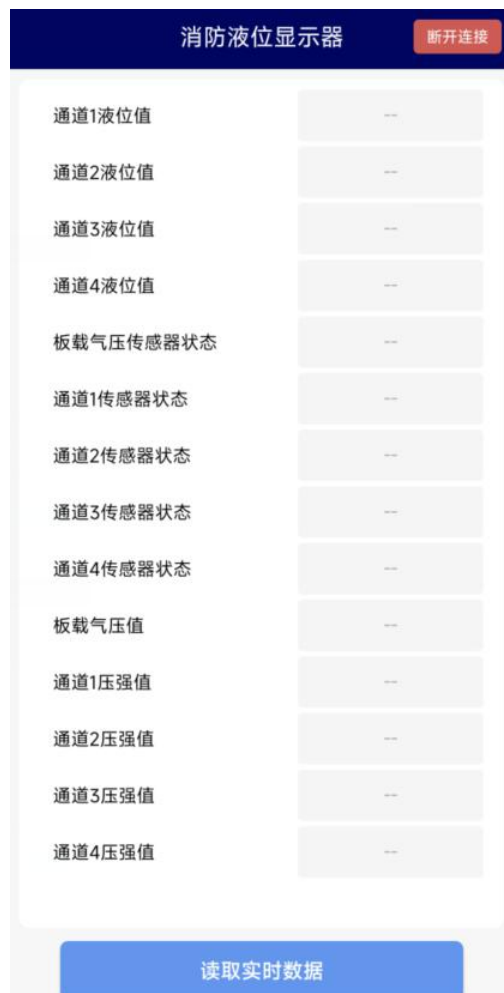 消防液位显示器 断开连接
通道1液位值 --
通道2液位值 --
通道3液位值 --
通道4液位值 --
板载气压传感器状态 --
通道1传感器状态 --
通道2传感器状态 --
通道3传感器状态 --
通道4传感器状态 --
板载气压值 --
通道1压强值 --
通道2压强值 --
通道3压强值 --
通道4压强值 --
读取实时数据